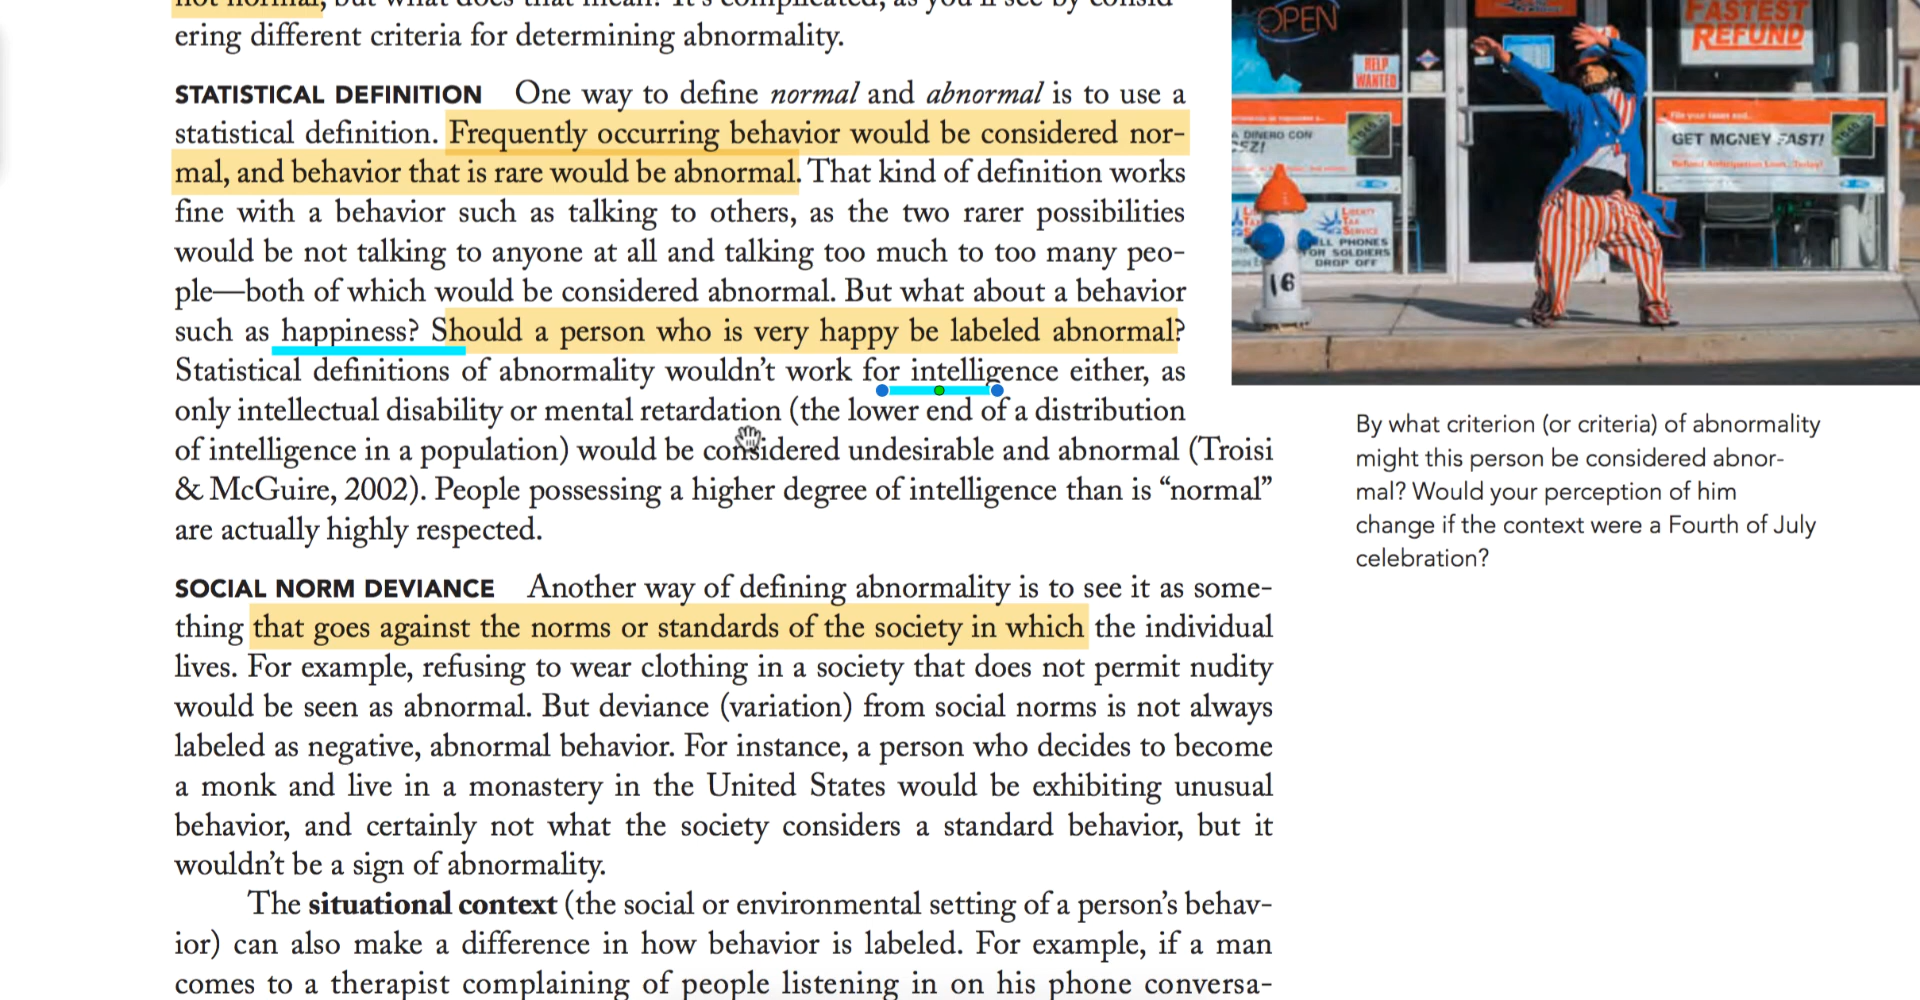 ering different criteria for determining abnormality.
STATISTICAL DEFINITION One way to define normal and abnormal is to use a
statistical definition. Frequently occurring behavior would be considered nor-
mal, and behavior that is rare would be abnormal. That kind of definition works
fine with a behavior such as talking to others, as the two rarer possibilities
would be not talking to anyone at all and talking too much to too many peo-
ple—both of which would be considered abnormal. But what about a behavior
such as happiness? Should a person who is very happy be labeled abnormal?
Statistical definitions of abnormality wouldn't work for intelligence either, as
only intellectual disability or mental retardation (the lower end of a distribution
of intelligence in a population) would be considered undesirable and abnormal (Troisi
& McGuire, 2002). People possessing a higher degree of intelligence than is “normal”
are actually highly respected.
SOCIAL NORM DEVIANCE Another way of defining abnormality is to see it as some-
thing that goes against the norms or standards of the society in which the individual
lives. For example, refusing to wear clothing in a society that does not permit nudity
would be seen as abnormal. But deviance (variation) from social norms is not always
labeled as negative, abnormal behavior. For instance, a person who decides to become
a monk and live in a monastery in the United States would be exhibiting unusual
behavior, and certainly not what the society considers a standard behavior, but it
wouldn't be a sign of abnormality.
The situational context (the social or environmental setting of a person's behav-
ior) can also make a difference in how behavior is labeled. For example, if a man
comes to a therapist complaining of people listening in on his phone conversa-
OPEN
HELP
WANTED
FASTEST
REFUND
DINERO CON
GET MONEY FAST!
LIBERTY
TAX
SERVICE
CELL PHONES
FOR SOLDIERS
DROP OFF
16
By what criterion (or criteria) of abnormality
might this person be considered abnor-
mal? Would your perception of him
change if the context were a Fourth of July
celebration?